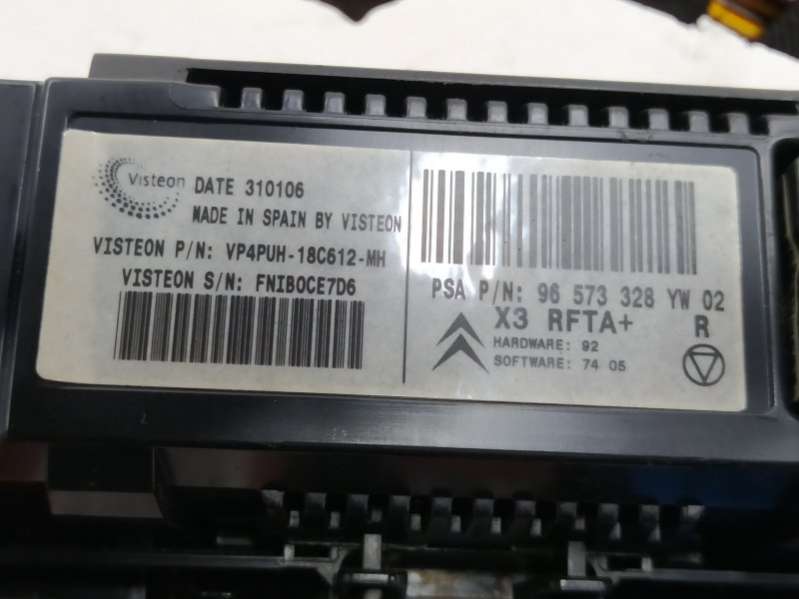 Visteon DATE 310106
MADE IN SPAIN BY VISTEON
VISTEON P/N: VP4PUH-18C612-MH
VISTEON S/N: FNIBOCE7D6
PSA P/N: 96 573 328 YW 02
X3 RFTA+ R
HARDWARE: 92
SOFTWARE: 74 05